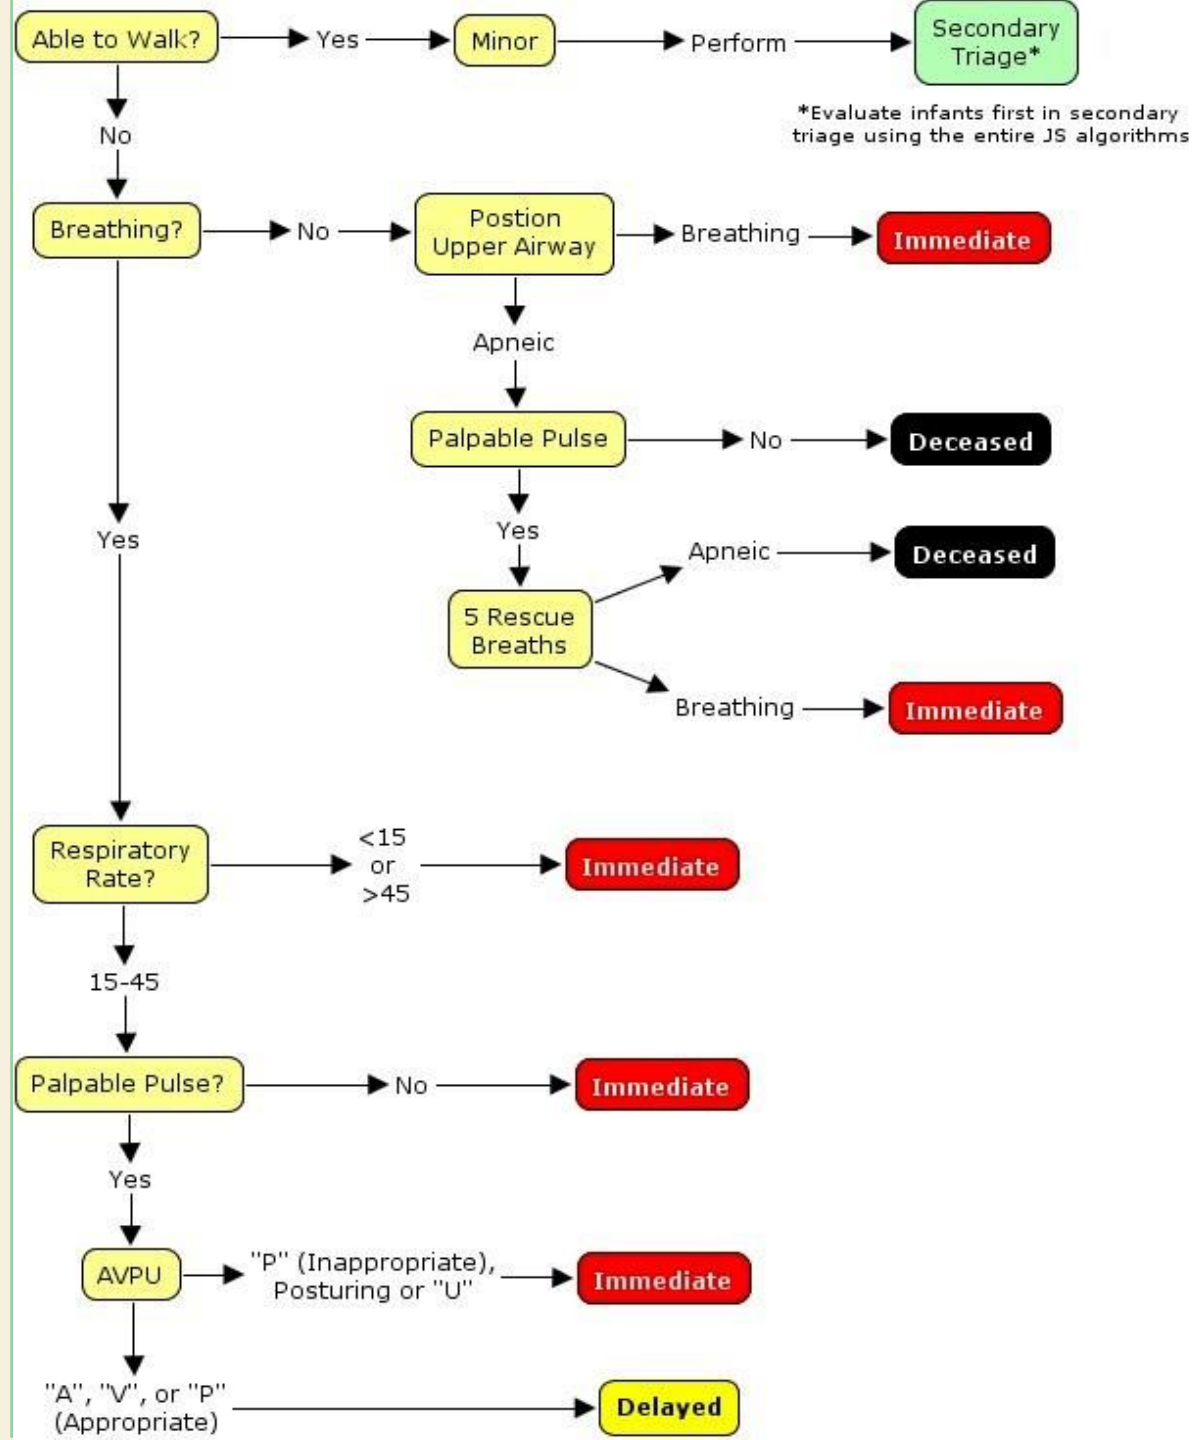 Able to Walk?
Yes
Minor
Perform
Secondary
Triage*
*Evaluate infants first in secondary
triage using the entire JS algorithms
No
Breathing?
No
Postion
Upper Airway
Breathing
Immediate
Apneic
Palpable Pulse
No
Deceased
Yes
Yes
5 Rescue
Breaths
Apneic
Deceased
Breathing
Immediate
Respiratory
Rate?
<15
or
>45
Immediate
15-45
Palpable Pulse?
No
Immediate
Yes
AVPU
"P" (Inappropriate),
Posturing or "U"
Immediate
"A", "V", or "P"
(Appropriate)
Delayed